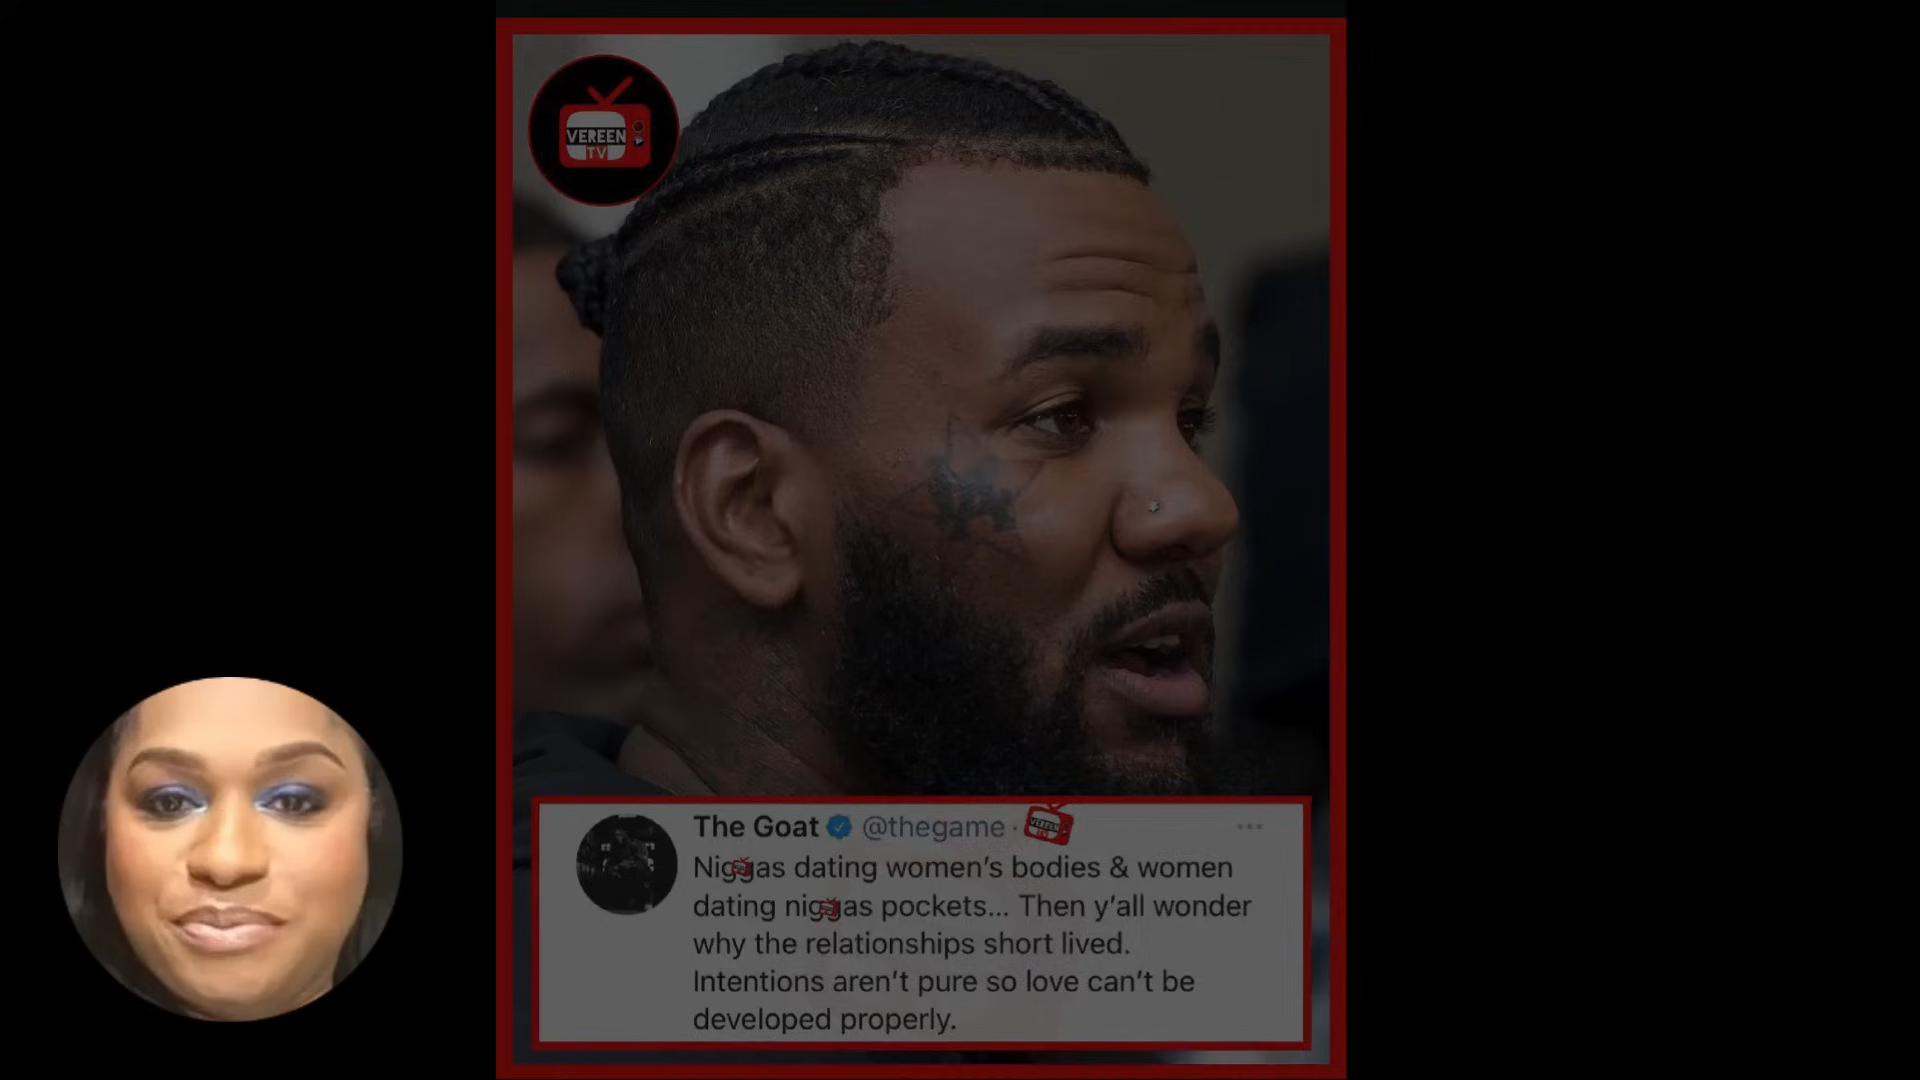 VEREEN
TV
The Goat @thegame · VEREEN
Niggas dating women's bodies & women
dating niggas pockets... Then y'all wonder
why the relationships short lived.
Intentions aren't pure so love can't be
developed properly.